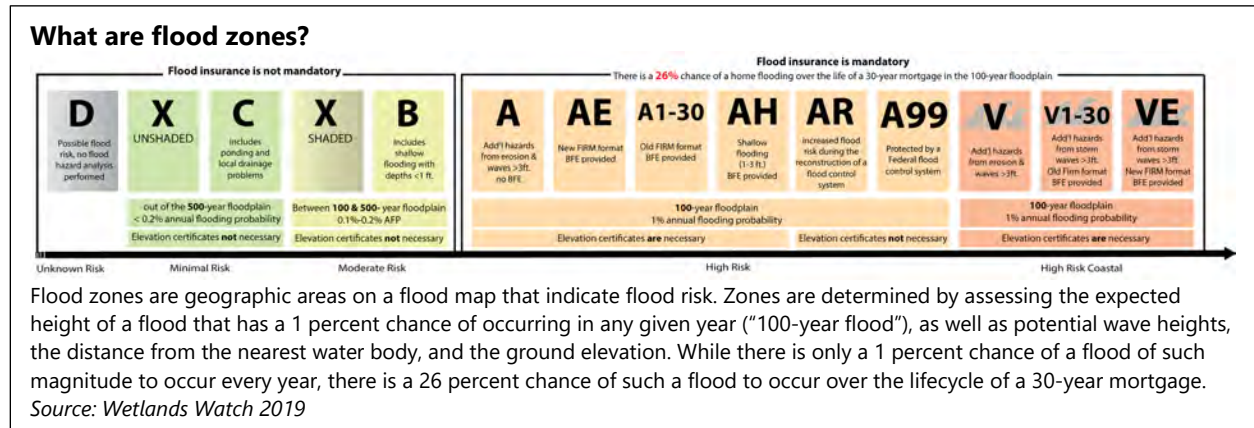 What are flood zones?
Flood insurance is not mandatory
Flood insurance is mandatory
There is a 26% chance of a home flooding over the life of a 30-year mortgage in the 100-year floodplain
D
Possible flood
risk, no flood
hazard analysis
performed
X
UNSHADED
C
Includes
ponding and
local drainage
problems
X
SHADED
B
Includes
shallow
flooding with
depths <1 ft.
A
Add'l hazards
from erosion &
waves >3ft.
no BFE
AE
New FIRM format
BFE provided
A1-30
Old FIRM format
BFE provided
AH
Shallow
flooding
(1-3 ft.)
BFE provided
AR
Increased flood
risk during the
reconstruction of a
flood control
system
A99
Protected by a
Federal flood
control system
V
Add'l hazards
from erosion &
waves >3ft.
V1-30
Add'l hazards
from storm
waves >3ft.
Old Firm format
BFE provided
VE
Add'l hazards
from storm
waves >3ft.
New FIRM format
BFE provided
out of the 500-year floodplain
< 0.2% annual flooding probability
Between 100 & 500- year floodplain
0.1%-0.2% AFP
100-year floodplain
1% annual flooding probability
100-year floodplain
1% annual flooding probability
Elevation certificates not necessary
Elevation certificates not necessary
Elevation certificates are necessary
Elevation certificates not necessary
Elevation certificates are necessary
Unknown Risk
Minimal Risk
Moderate Risk
High Risk
High Risk Coastal
Flood zones are geographic areas on a flood map that indicate flood risk. Zones are determined by assessing the expected
height of a flood that has a 1 percent chance of occurring in any given year ("100-year flood"), as well as potential wave heights,
the distance from the nearest water body, and the ground elevation. While there is only a 1 percent chance of a flood of such
magnitude to occur every year, there is a 26 percent chance of such a flood to occur over the lifecycle of a 30-year mortgage.
Source: Wetlands Watch 2019